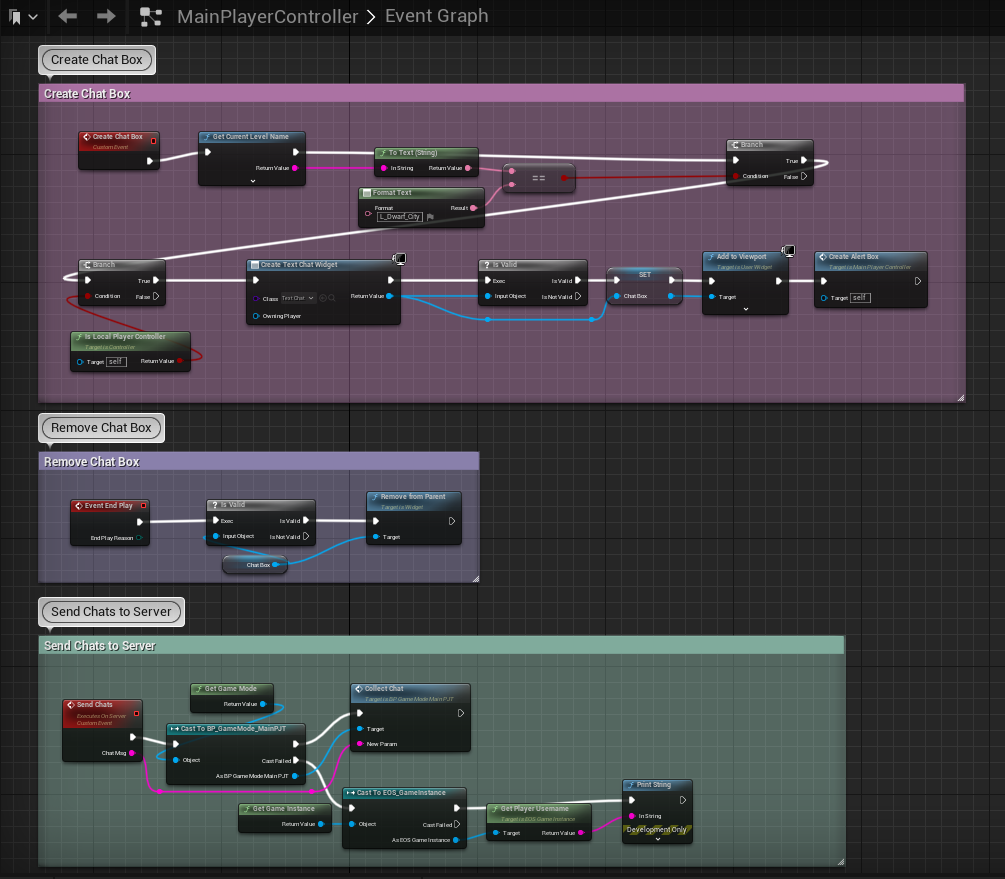 MainPlayerController > Event Graph
Create Chat Box
Create Chat Box
Create Chat Box
Custom Event
Get Current Level Name
Return Value
To Text (String)
In String
Return Value
==
Branch
True
Condition
False
Format Text
Format
Result
L_Dwarf_City
Branch
True
Condition
False
Create Text Chat Widget
Class
Text Chat
Return Value
Owning Player
Is Valid
Exec
Is Valid
Input Object
Is Not Valid
SET
Chat Box
Add to Viewport
Target is User Widget
Target
Create Alert Box
Target is Main Player Controller
Target
self
Is Local Player Controller
Target is Controller
Target
self
Return Value
Remove Chat Box
Remove Chat Box
Event End Play
End Play Reason
Is Valid
Exec
Is Valid
Input Object
Is Not Valid
Chat Box
Remove from Parent
Target is Widget
Target
Send Chats to Server
Send Chats to Server
Send Chats
Executes On Server
Custom Event
Chat Msg
Get Game Mode
Return Value
Cast To BP_GameMode_MainPJT
Object
Cast Failed
As BP Game Mode Main PJT
Collect Chat
Target is BP Game Mode Main PJT
Target
New Param
Get Game Instance
Return Value
Cast To EOS_GameInstance
Object
Cast Failed
As EOS Game Instance
Get Player Username
Target is EOS Game Instance
Target
Return Value
Print String
In String
Development Only